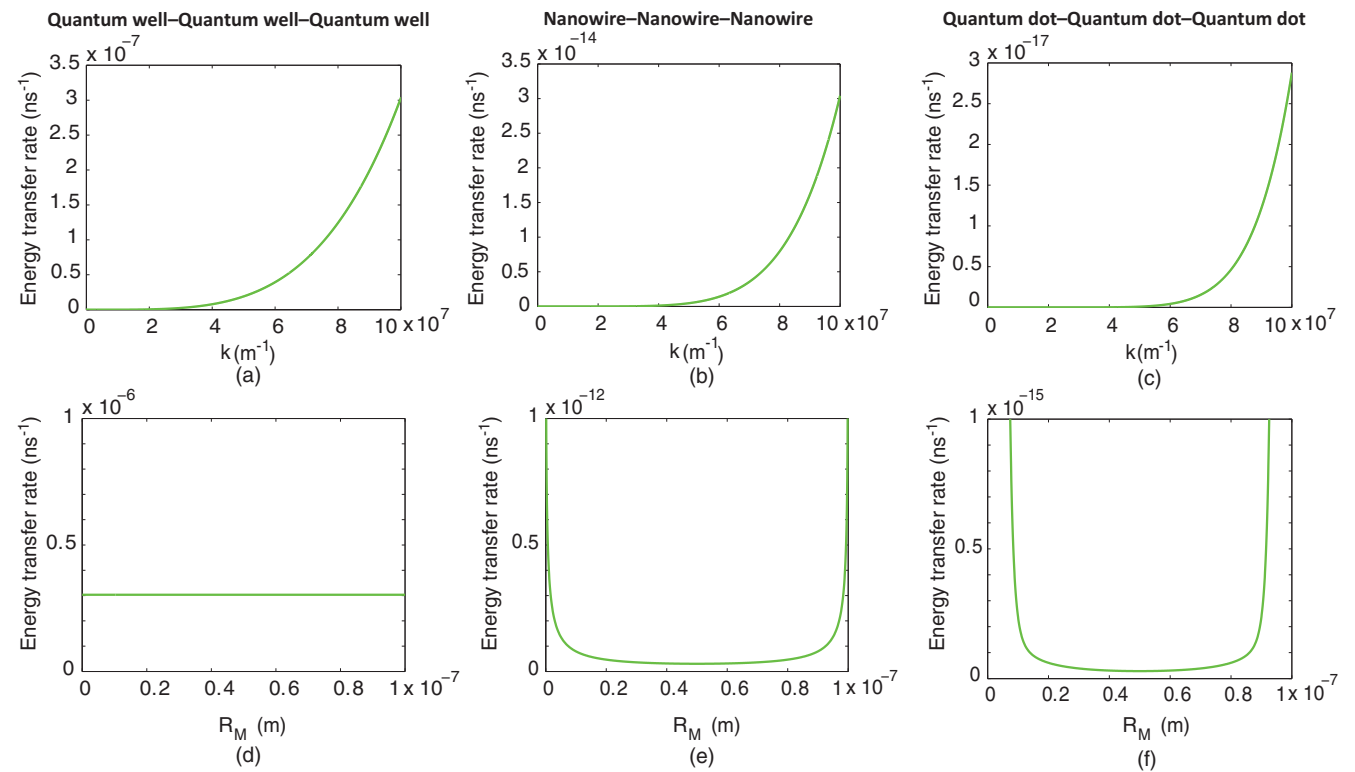 Quantum well–Quantum well–Quantum well
Nanowire–Nanowire–Nanowire
Quantum dot–Quantum dot–Quantum dot
x 10⁻⁷
3.5
3
2.5
2
1.5
1
0.5
0
Energy transfer rate (ns⁻¹)
0 2 4 6 8 10 x10⁷
k(m⁻¹)
(a)
x 10⁻¹⁴
3.5
3
2.5
2
1.5
1
0.5
0
Energy transfer rate (ns⁻¹)
0 2 4 6 8 10 x10⁷
k(m⁻¹)
(b)
x 10⁻¹⁷
3
2.5
2
1.5
1
0.5
0
Energy transfer rate (ns⁻¹)
0 2 4 6 8 10 x10⁷
k(m⁻¹)
(c)
x 10⁻⁶
1
0.5
0
Energy transfer rate (ns⁻¹)
0 0.2 0.4 0.6 0.8 1 x 10⁻⁷
R_M (m)
(d)
x 10⁻¹²
1
0.5
0
Energy transfer rate (ns⁻¹)
0 0.2 0.4 0.6 0.8 1 x 10⁻⁷
R_M (m)
(e)
x 10⁻¹⁵
1
0.5
0
Energy transfer rate (ns⁻¹)
0 0.2 0.4 0.6 0.8 1 x 10⁻⁷
R_M (m)
(f)